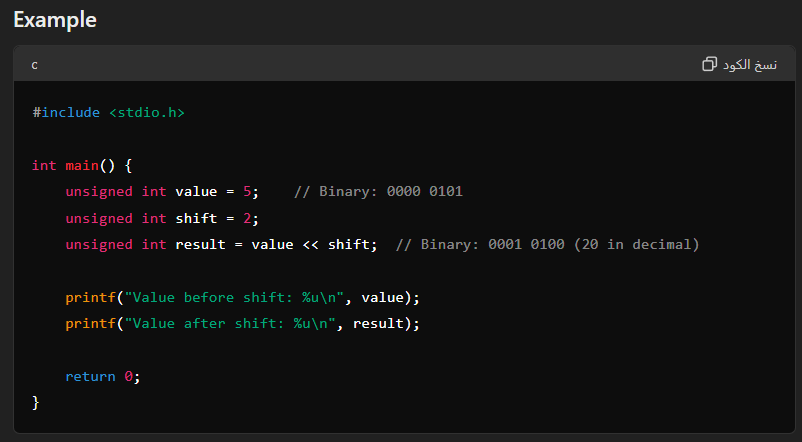 Example
c
نسخ الكود
#include <stdio.h>
int main() {
    unsigned int value = 5;    // Binary: 0000 0101
    unsigned int shift = 2;
    unsigned int result = value << shift;  // Binary: 0001 0100 (20 in decimal)
    printf("Value before shift: %u\n", value);
    printf("Value after shift: %u\n", result);
    return 0;
}